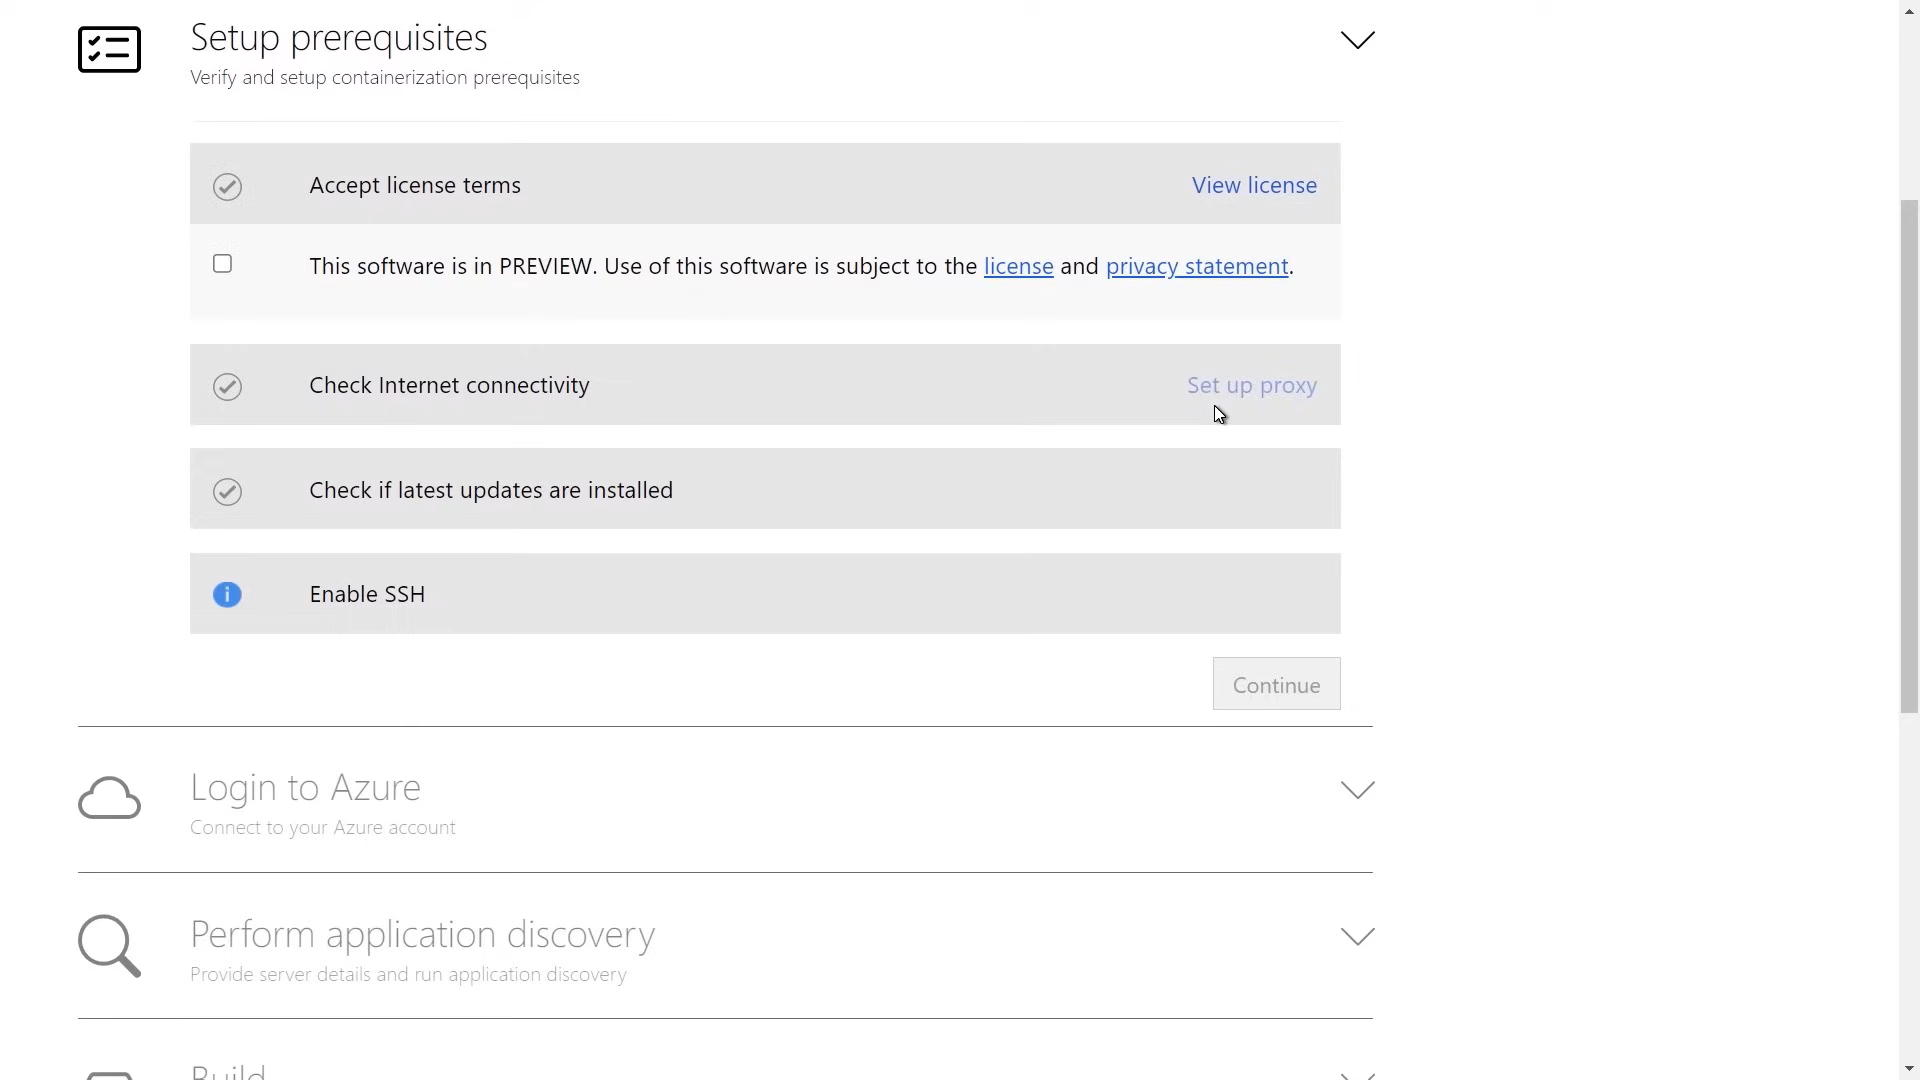 Setup prerequisites
Verify and setup containerization prerequisites
Accept license terms
View license
This software is in PREVIEW. Use of this software is subject to the license and privacy statement.
Check Internet connectivity
Set up proxy
Check if latest updates are installed
Enable SSH
Continue
Login to Azure
Connect to your Azure account
Perform application discovery
Provide server details and run application discovery
Build